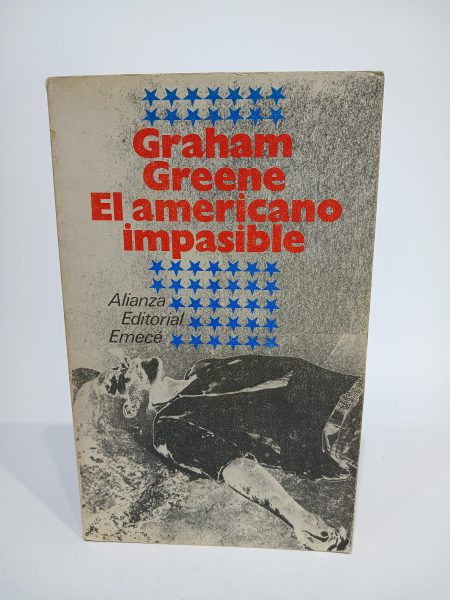 Graham
Greene
El americano
impasible
Alianza
Editorial
Emecé